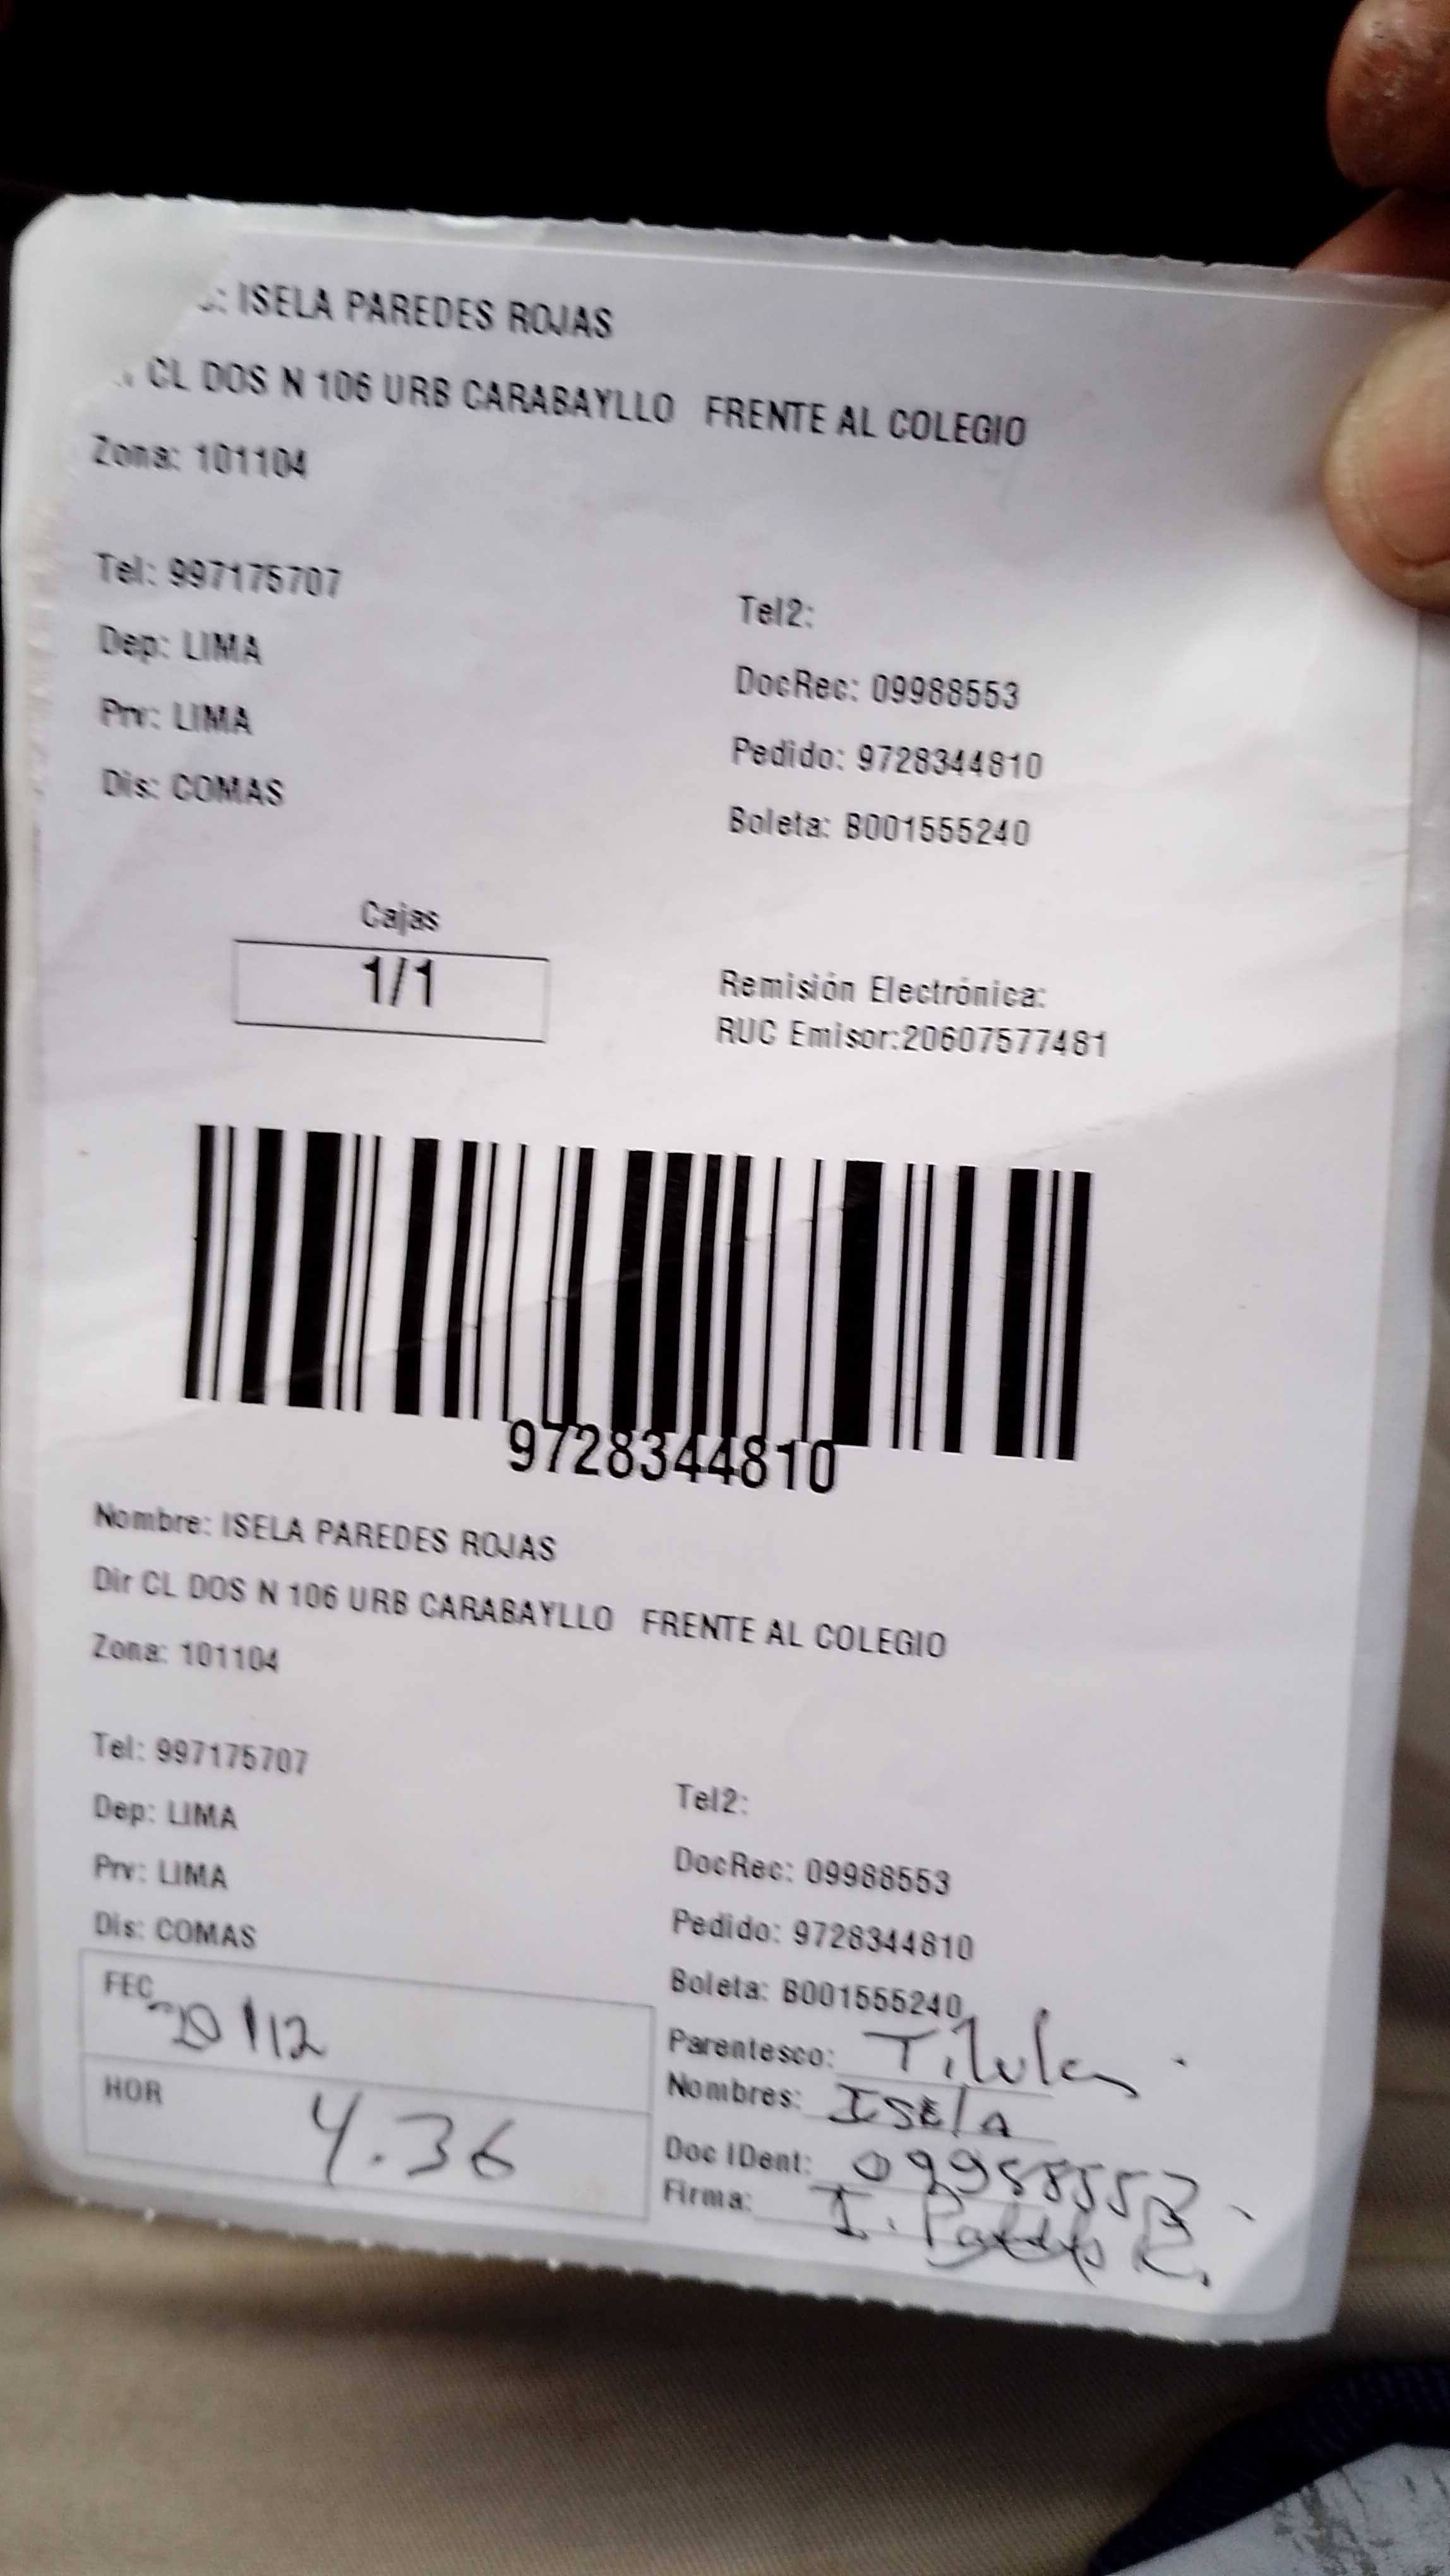 : ISELA PAREDES ROJAS
CL DOS N 106 URB CARABAYLLO FRENTE AL COLEGIO
Zona: 101104
Tel: 997175707
Tel2:
Dep: LIMA
DocRec: 09988553
Prv: LIMA
Pedido: 9728344810
Dis: COMAS
Boleta: B001555240
Cajas
1/1
Remisión Electrónica:
RUC Emisor:20607577481
9728344810
Nombre: ISELA PAREDES ROJAS
Dir CL DOS N 106 URB CARABAYLLO FRENTE AL COLEGIO
Zona: 101104
Tel: 997175707
Tel2:
Dep: LIMA
DocRec: 09988553
Prv: LIMA
Pedido: 9728344810
Dis: COMAS
Boleta: B001555240
FEC 20/12
HOR 4.36
Parentesco: Titular
Nombres: ISELA
Doc IDent: 09988553
Firma: I. Paredes R.